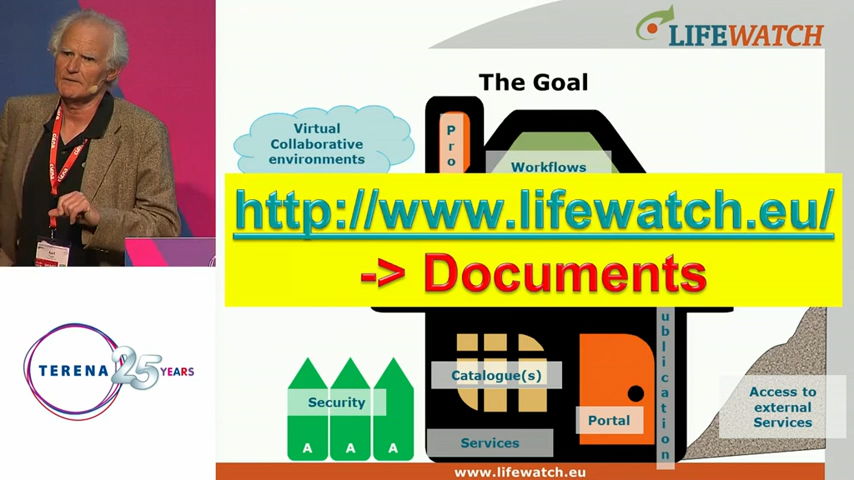 LIFEWATCH
The Goal
Virtual
Collaborative
environments
Pro
Workflows
http://www.lifewatch.eu/
-> Documents
ublication
Catalogue(s)
Security
Portal
Access to
external
Services
Services
A A A
www.lifewatch.eu
TERENA 25 YEARS